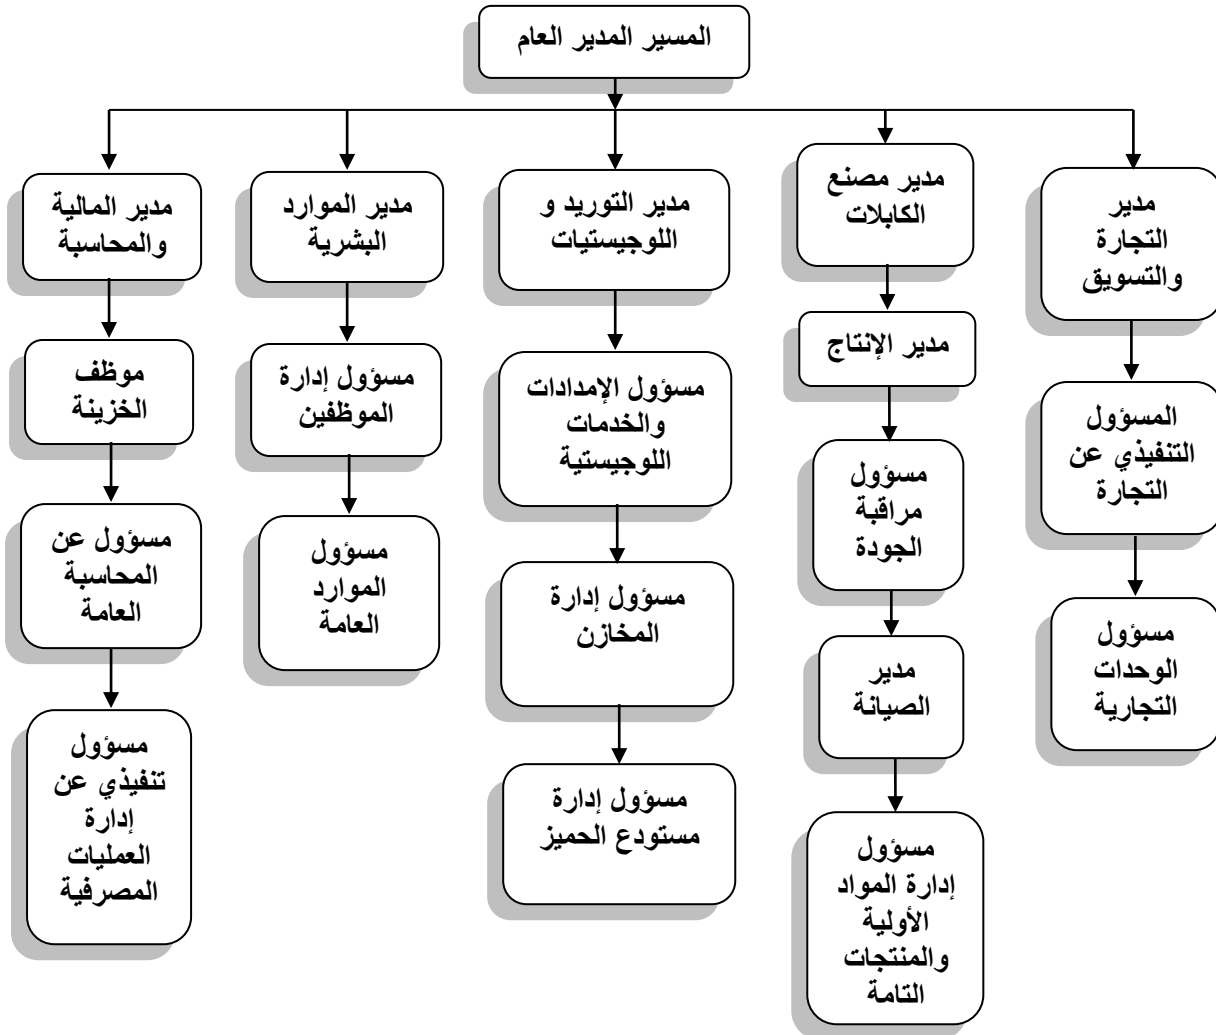 المسير المدير العام
مدير
التجارة
والتسويق
المسؤول
التنفيذي عن
التجارة
مسؤول
الوحدات
التجارية
مدير مصنع
الكابلات
مدير الإنتاج
مسؤول
مراقبة
الجودة
مدير
الصيانة
مسؤول
إدارة المواد
الأولية
والمنتجات
التامة
مدير التوريد و
اللوجيستيات
مسؤول الإمدادات
والخدمات
اللوجيستية
مسؤول إدارة
المخازن
مسؤول إدارة
مستودع الحميز
مدير الموارد
البشرية
مسؤول إدارة
الموظفين
مسؤول
الموارد
العامة
مدير المالية
والمحاسبة
موظف
الخزينة
مسؤول عن
المحاسبة
العامة
مسؤول
تنفيذي عن
إدارة
العمليات
المصرفية